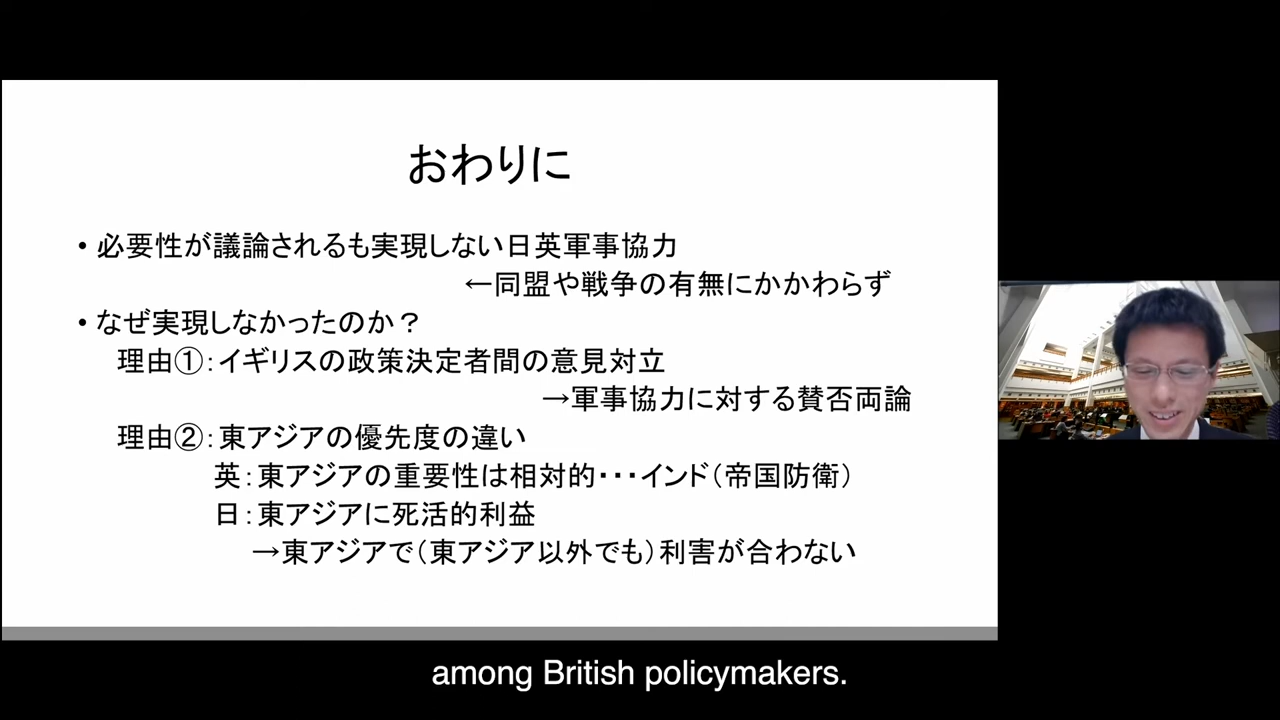 おわりに
• 必要性が議論されるも実現しない日英軍事協力
←同盟や戦争の有無にかかわらず
• なぜ実現しなかったのか？
理由①：イギリスの政策決定者間の意見対立
→軍事協力に対する賛否両論
理由②：東アジアの優先度の違い
英：東アジアの重要性は相対的・・・インド（帝国防衛）
日：東アジアに死活的利益
→東アジアで（東アジア以外でも）利害が合わない
among British policymakers.